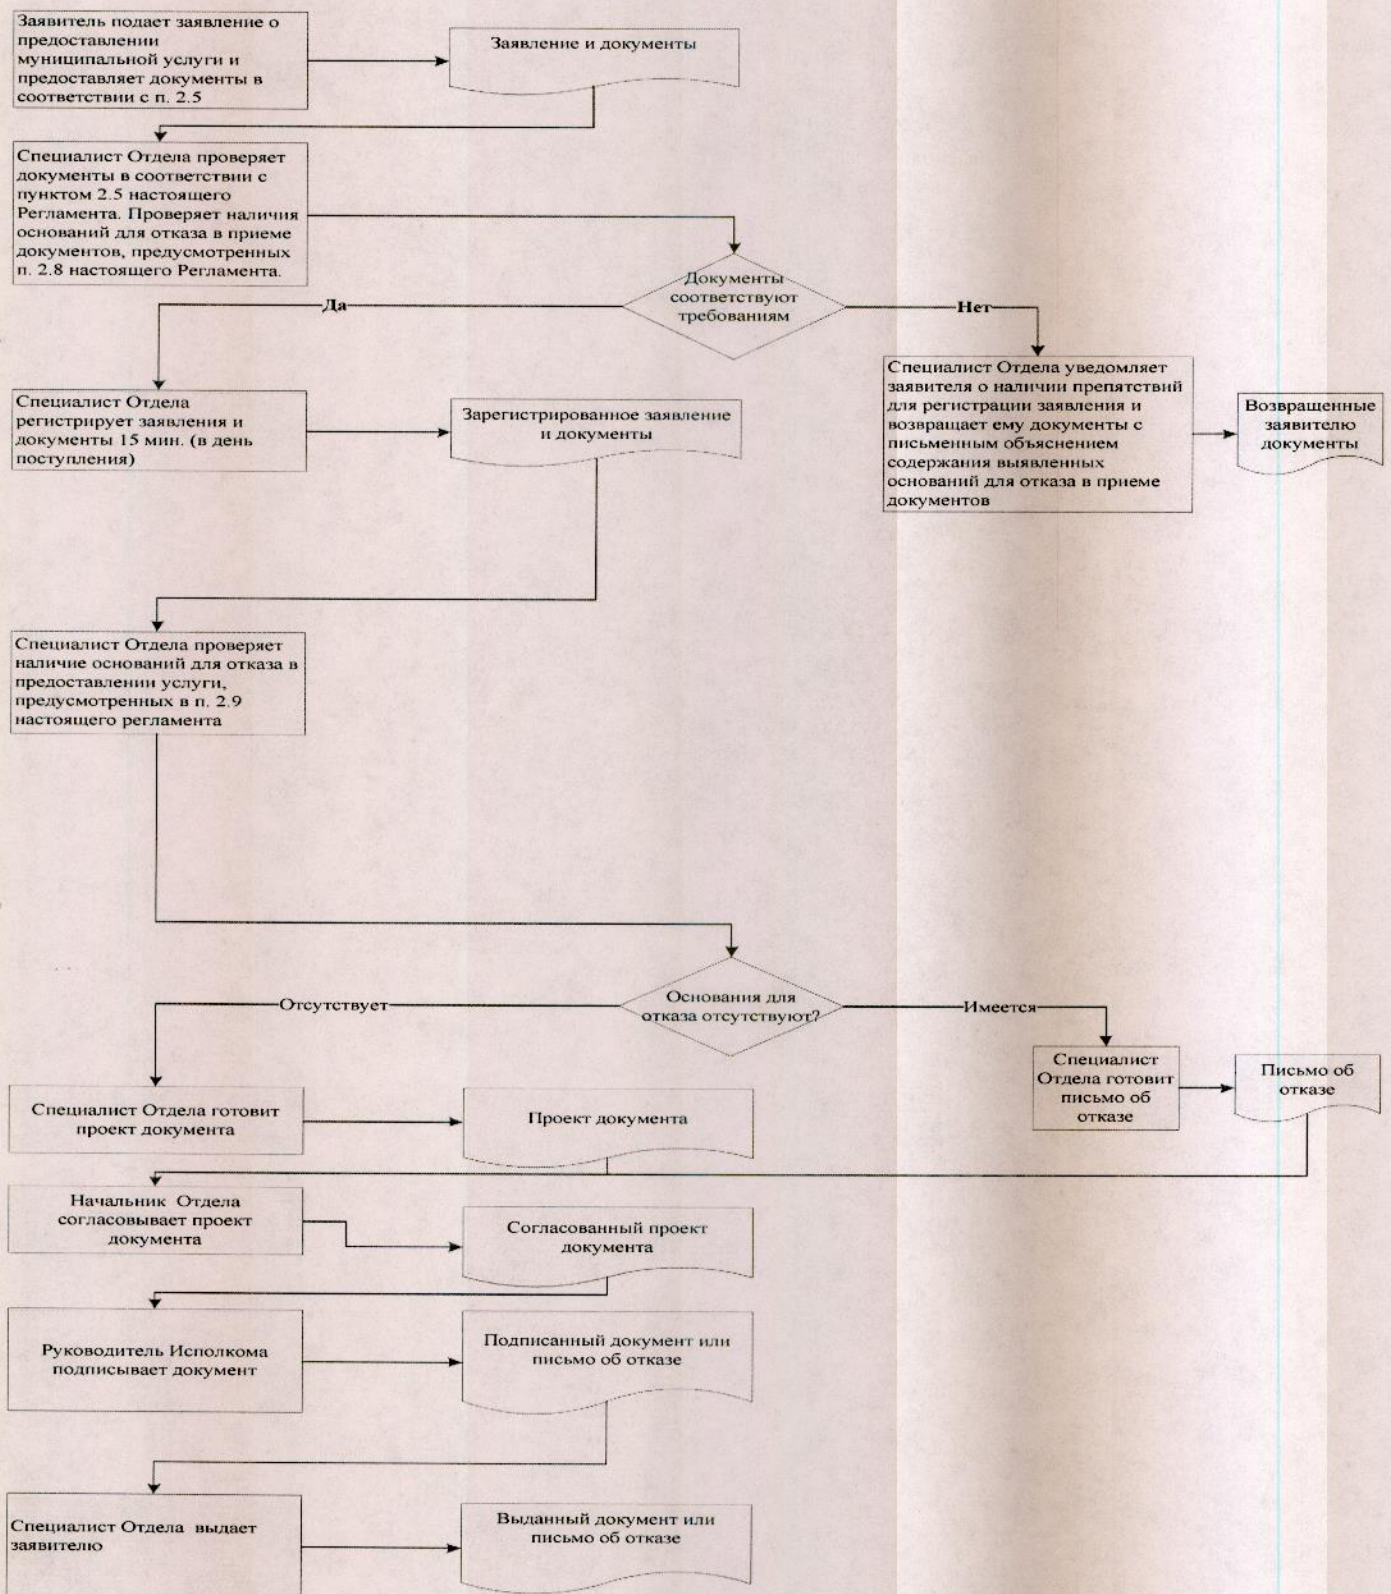 Заявитель подает заявление о
предоставлении
муниципальной услуги и
предоставляет документы в
соответствии с п. 2.5
Заявление и документы
Специалист Отдела проверяет
документы в соответствии с
пунктом 2.5 настоящего
Регламента. Проверяет наличия
оснований для отказа в приеме
документов, предусмотренных
п. 2.8 настоящего Регламента.
Документы
соответствуют
требованиям
Да
Нет
Специалист Отдела
регистрирует заявления и
документы 15 мин. (в день
поступления)
Зарегистрированное заявление
и документы
Специалист Отдела уведомляет
заявителя о наличии препятствий
для регистрации заявления и
возвращает ему документы с
письменным объяснением
содержания выявленных
оснований для отказа в приеме
документов
Возвращенные
заявителю
документы
Специалист Отдела проверяет
наличие оснований для отказа в
предоставлении услуги,
предусмотренных в п. 2.9
настоящего регламента
Основания для
отказа отсутствуют?
Отсутствует
Имеется
Специалист
Отдела готовит
письмо об
отказе
Письмо об
отказе
Специалист Отдела готовит
проект документа
Проект документа
Начальник Отдела
согласовывает проект
документа
Согласованный проект
документа
Руководитель Исполкома
подписывает документ
Подписанный документ или
письмо об отказе
Специалист Отдела выдает
заявителю
Выданный документ или
письмо об отказе